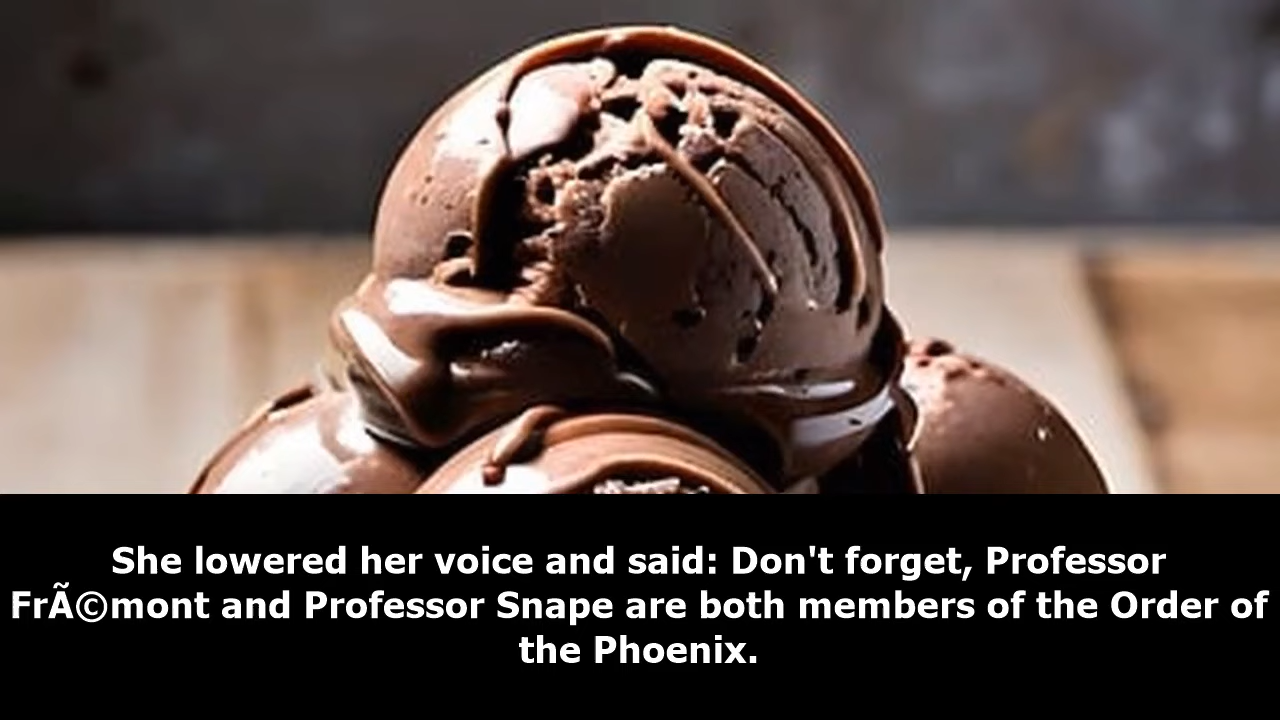 She lowered her voice and said: Don't forget, Professor
FrÃ©mont and Professor Snape are both members of the Order of
the Phoenix.